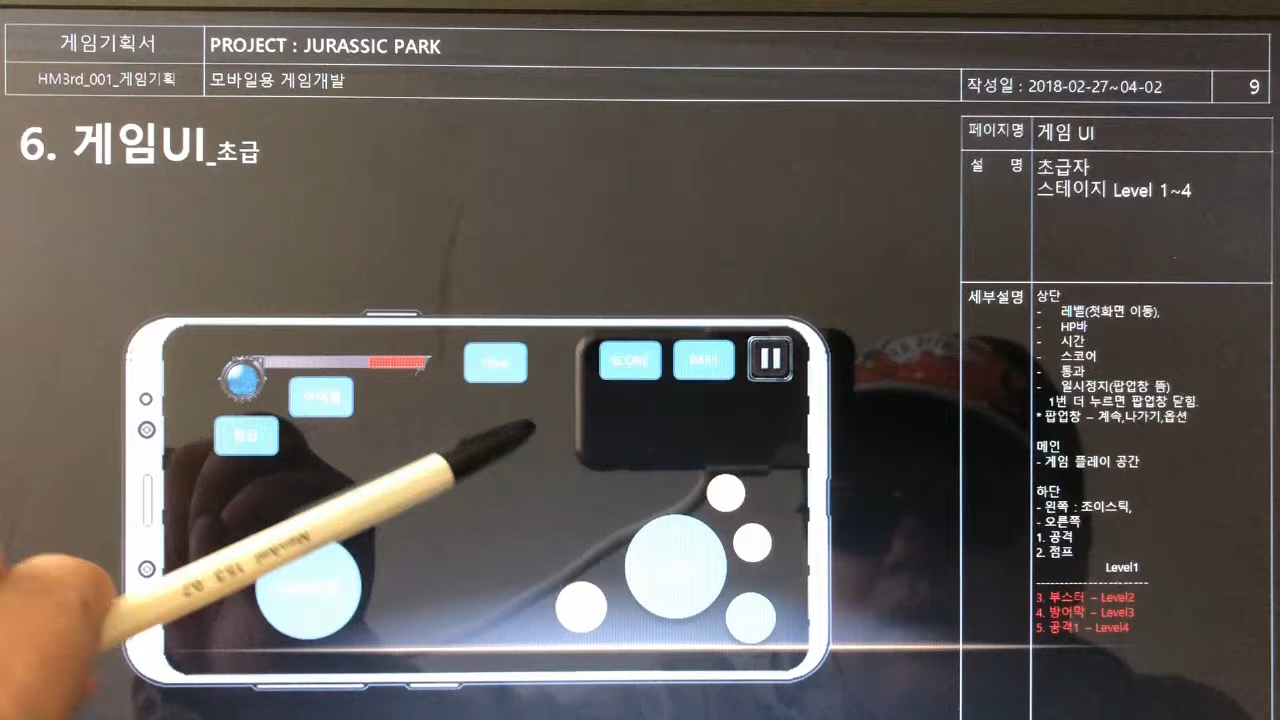 게임기획서
PROJECT : JURASSIC PARK
HM3rd_001_게임기획
모바일용 게임개발
작성일 : 2018-02-27~04-02
9
6. 게임UI_초급
페이지명
게임 UI
설 명
초급자
스테이지 Level 1~4
세부설명
상단
- 레벨(첫화면 이동),
- HP바
- 시간
- 스코어
- 통과
- 일시정지(팝업창 뜸)
1번 더 누르면 팝업창 닫힘.
* 팝업창 – 계속,나가기,옵션
메인
- 게임 플레이 공간
하단
- 왼쪽 : 조이스틱,
- 오른쪽
1. 공격
2. 점프
Level1
--------------------
3. 부스터 – Level2
4. 방어막 – Level3
5. 공격1 – Level4
Time
SCORE